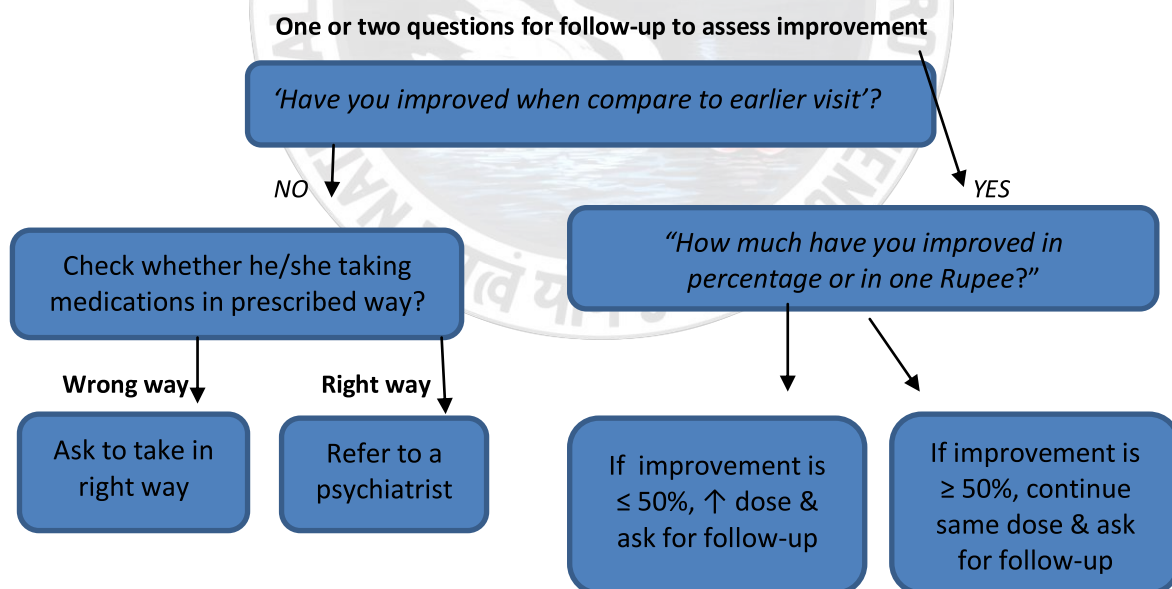 One or two questions for follow-up to assess improvement
‘Have you improved when compare to earlier visit’?
NO
YES
Check whether he/she taking
medications in prescribed way?
“How much have you improved in
percentage or in one Rupee?”
Wrong way
Right way
Ask to take in
right way
Refer to a
psychiatrist
If improvement is
≤ 50%, ↑ dose &
ask for follow-up
If improvement is
≥ 50%, continue
same dose & ask
for follow-up